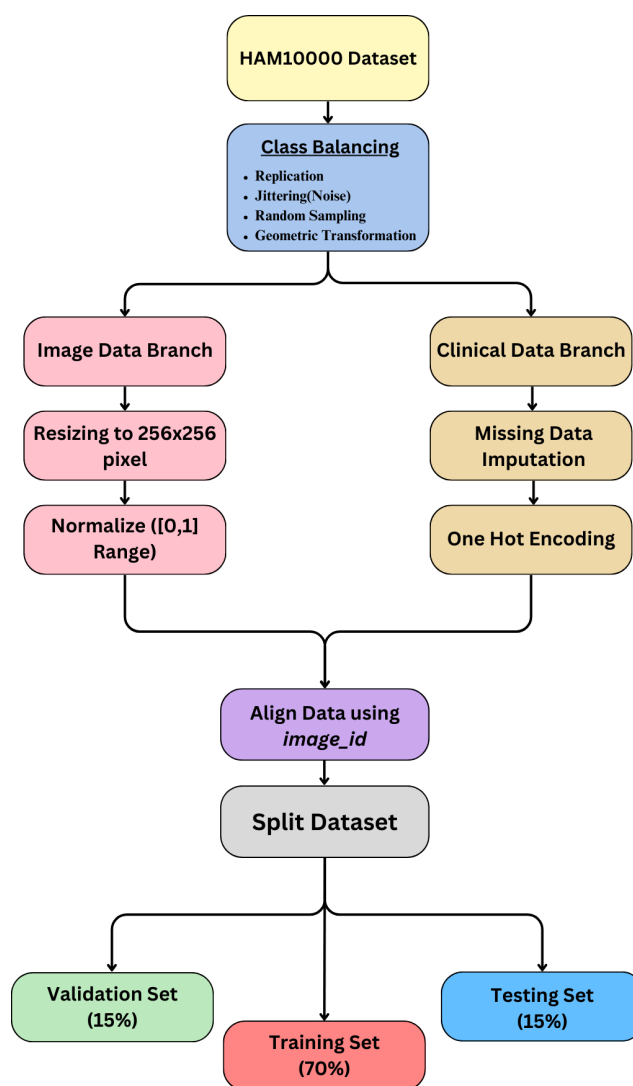 HAM10000 Dataset
Class Balancing
• Replication
• Jittering(Noise)
• Random Sampling
• Geometric Transformation
Image Data Branch
Clinical Data Branch
Resizing to 256x256
pixel
Missing Data
Imputation
Normalize ([0,1]
Range)
One Hot Encoding
Align Data using
image_id
Split Dataset
Validation Set
(15%)
Training Set
(70%)
Testing Set
(15%)